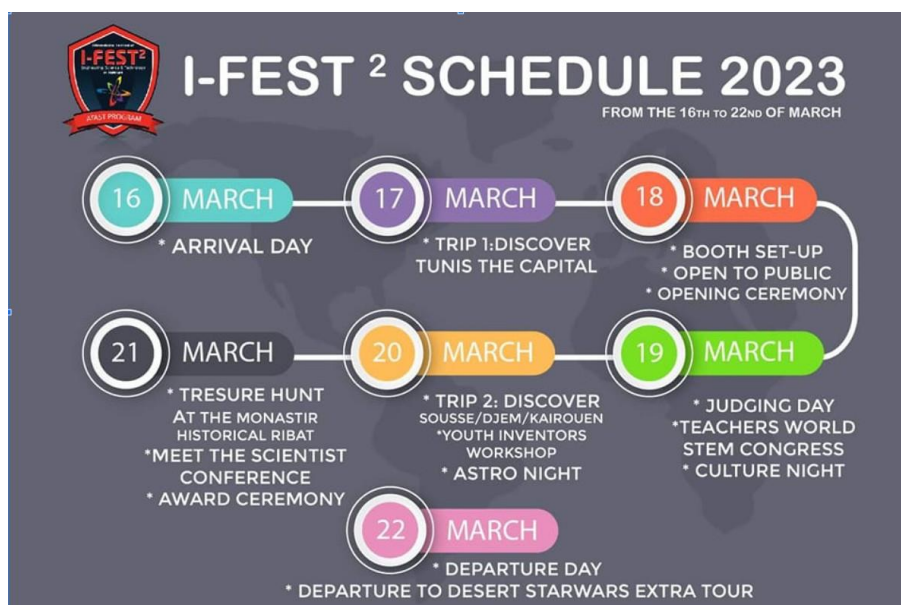 I-FEST²
ATAST PROGRAM
I-FEST ² SCHEDULE 2023
FROM THE 16TH TO 22ND OF MARCH
16 MARCH
* ARRIVAL DAY
17 MARCH
* TRIP 1:DISCOVER
TUNIS THE CAPITAL
18 MARCH
* BOOTH SET-UP
* OPEN TO PUBLIC
* OPENING CEREMONY
19 MARCH
* JUDGING DAY
*TEACHERS WORLD
STEM CONGRESS
* CULTURE NIGHT
20 MARCH
* TRIP 2: DISCOVER
SOUSSE/DJEM/KAIROUEN
*YOUTH INVENTORS
WORKSHOP
* ASTRO NIGHT
21 MARCH
* TRESURE HUNT
AT THE MONASTIR
HISTORICAL RIBAT
*MEET THE SCIENTIST
CONFERENCE
* AWARD CEREMONY
22 MARCH
* DEPARTURE DAY
* DEPARTURE TO DESERT STARWARS EXTRA TOUR